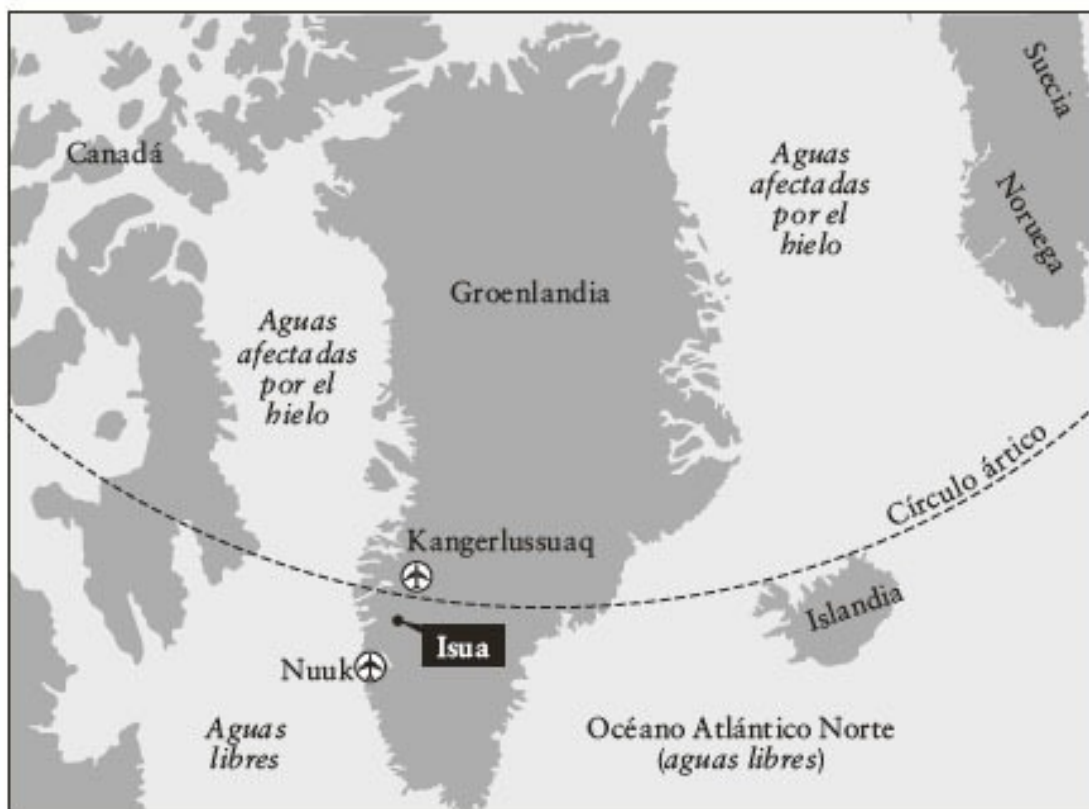 Suecia
Canadá
Aguas
afectadas
por el
hielo
Noruega
Groenlandia
Aguas
afectadas
por el
hielo
Círculo ártico
Kangerlussuaq
Islandia
Isua
Nuuk
Aguas
libres
Océano Atlántico Norte
(aguas libres)